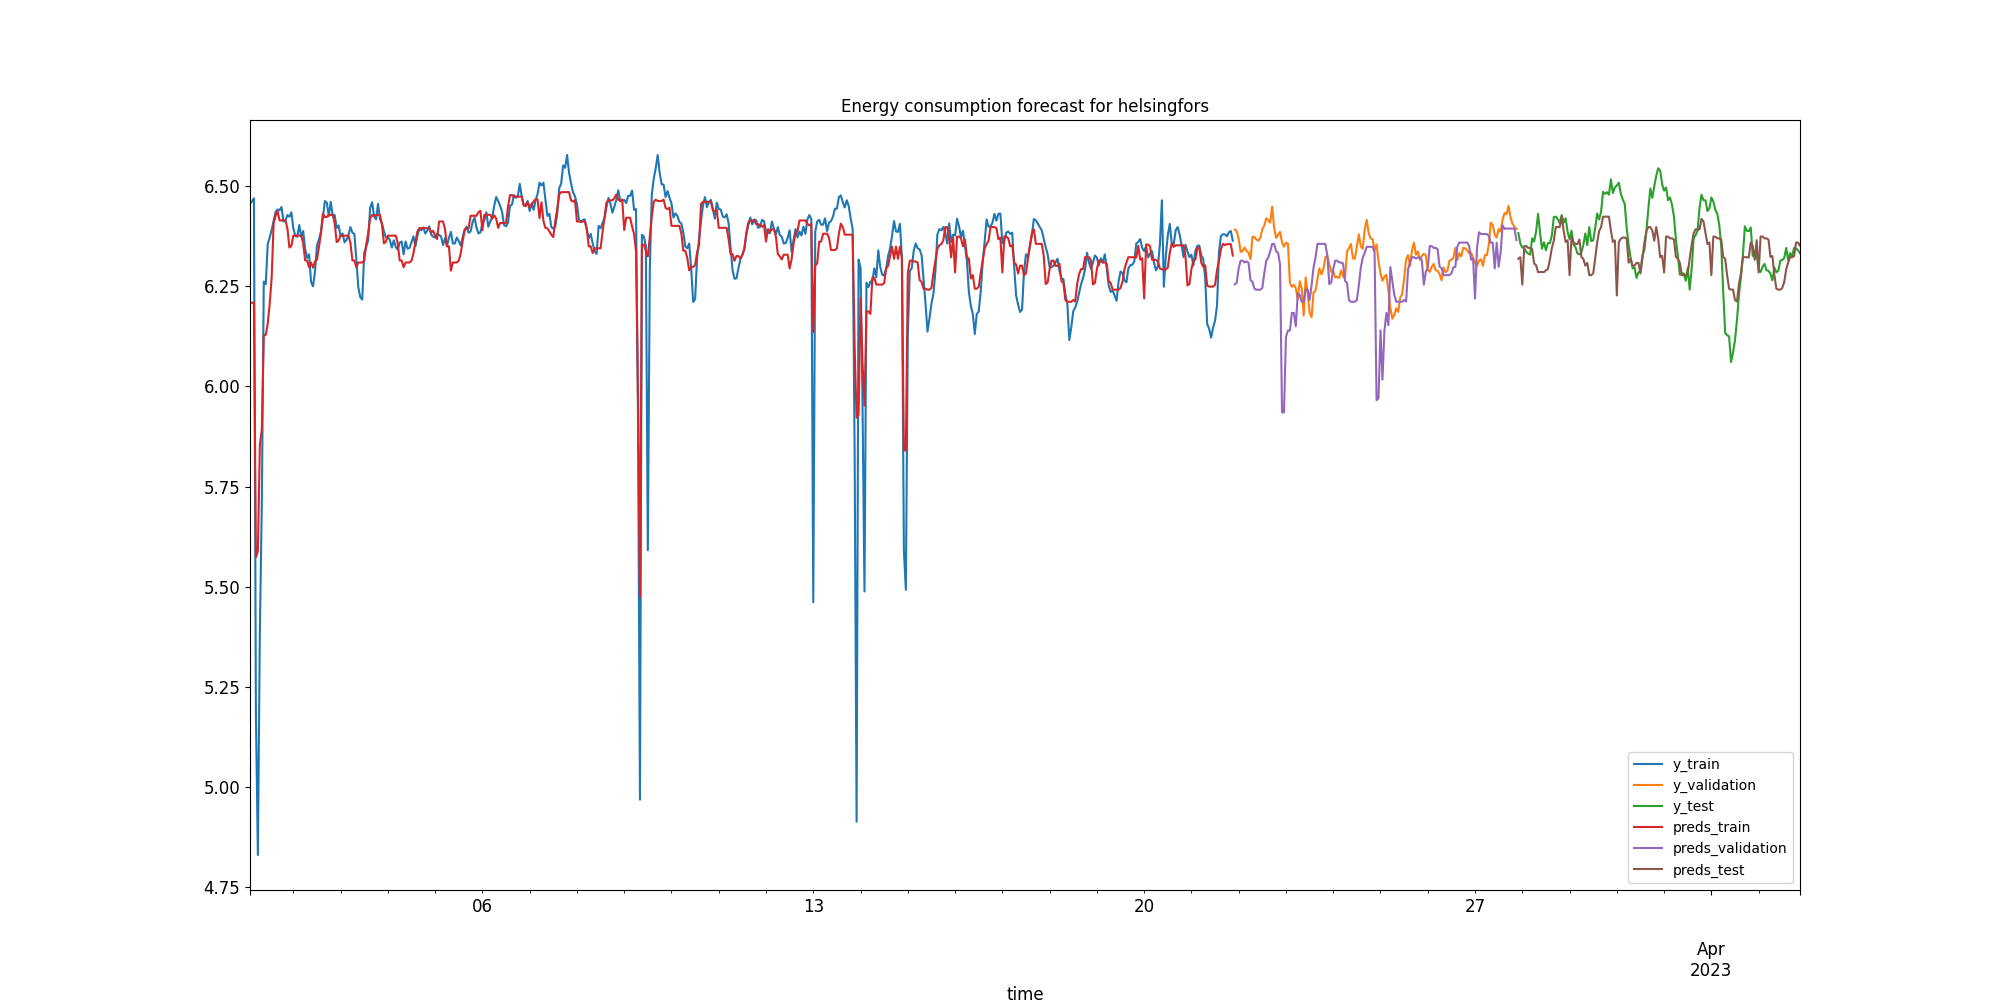 Energy consumption forecast for helsingfors
6.50
6.25
6.00
5.75
5.50
5.25
5.00
4.75
y_train
y_validation
y_test
preds_train
preds_validation
preds_test
06
13
20
27
Apr
2023
time